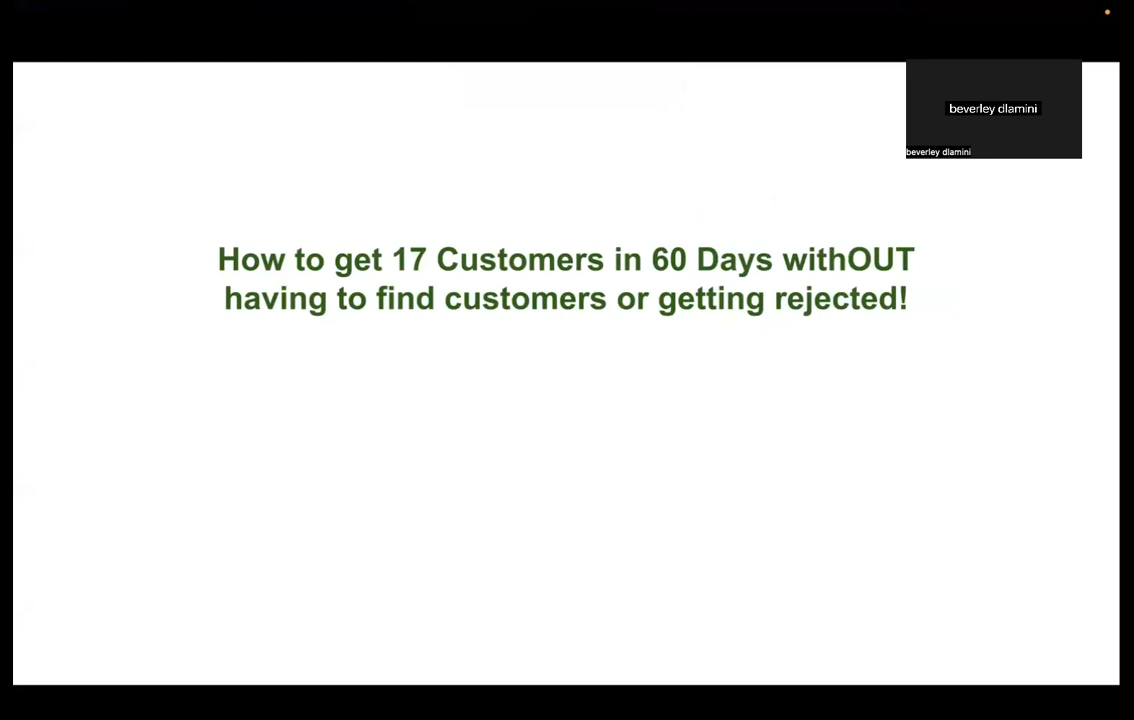 beverley dlamini
beverley dlamini
How to get 17 Customers in 60 Days withOUT
having to find customers or getting rejected!